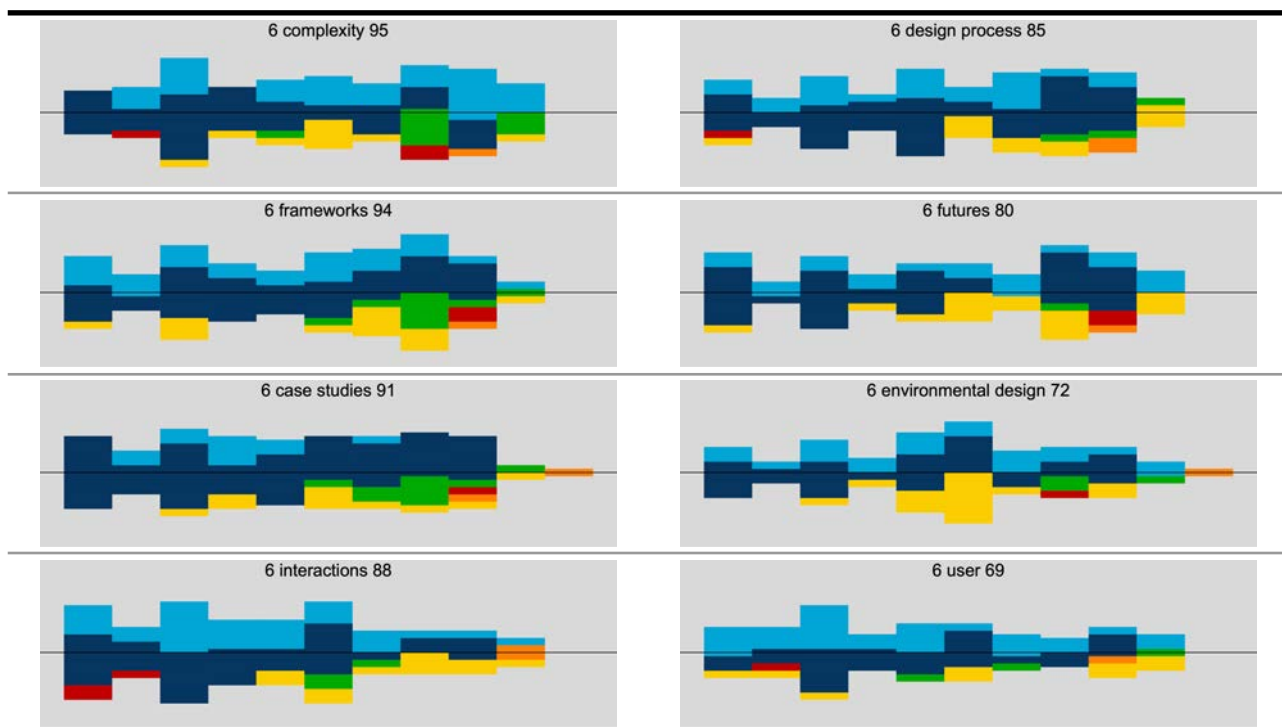 6 complexity 95
6 design process 85
6 frameworks 94
6 futures 80
6 case studies 91
6 environmental design 72
6 interactions 88
6 user 69